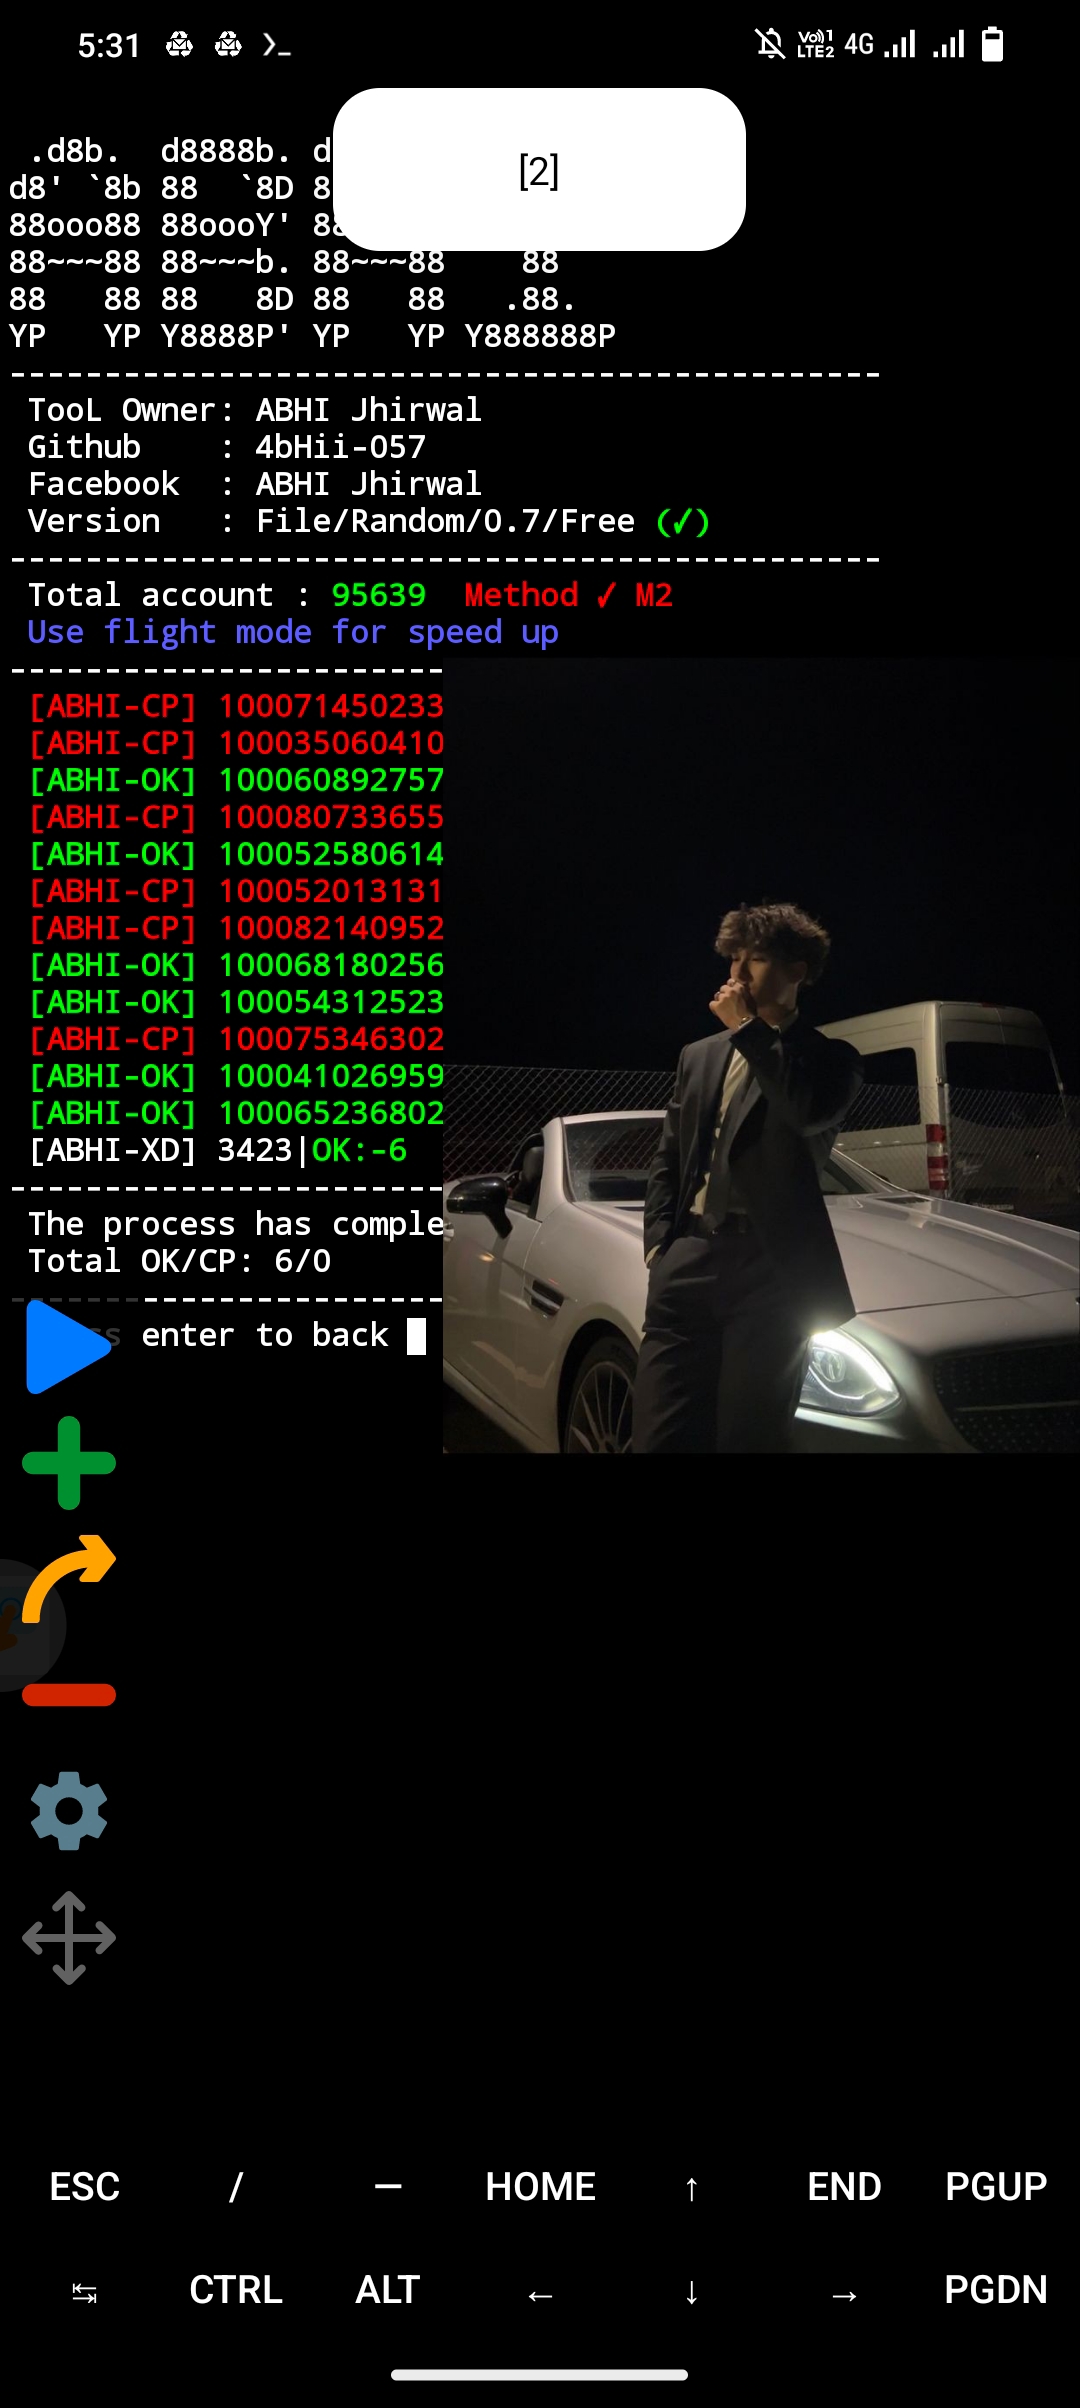 5:31 VoJ1 LTE2 4G
[2]
.d8b.  d8888b. d
d8' `8b 88  `8D 8
88ooo88 88oooY' 88
88~~~88 88~~~b. 88~~~88    88
88   88 88   8D 88   88   .88.
YP   YP Y8888P' YP   YP Y888888P
----------------------------------------------
TooL Owner: ABHI Jhirwal
Github    : 4bHii-057
Facebook  : ABHI Jhirwal
Version   : File/Random/0.7/Free (✓)
----------------------------------------------
Total account : 95639  Method ✓ M2
Use flight mode for speed up
-----------------------
[ABHI-CP] 100071450233
[ABHI-CP] 100035060410
[ABHI-OK] 100060892757
[ABHI-CP] 100080733655
[ABHI-OK] 100052580614
[ABHI-CP] 100052013131
[ABHI-CP] 100082140952
[ABHI-OK] 100068180256
[ABHI-OK] 100054312523
[ABHI-CP] 100075346302
[ABHI-OK] 100041026959
[ABHI-OK] 100065236802
[ABHI-XD] 3423|OK:-6
-----------------------
The process has comple
Total OK/CP: 6/0
-----------------------
enter to back
ESC / — HOME ↑ END PGUP
↹ CTRL ALT ← ↓ → PGDN